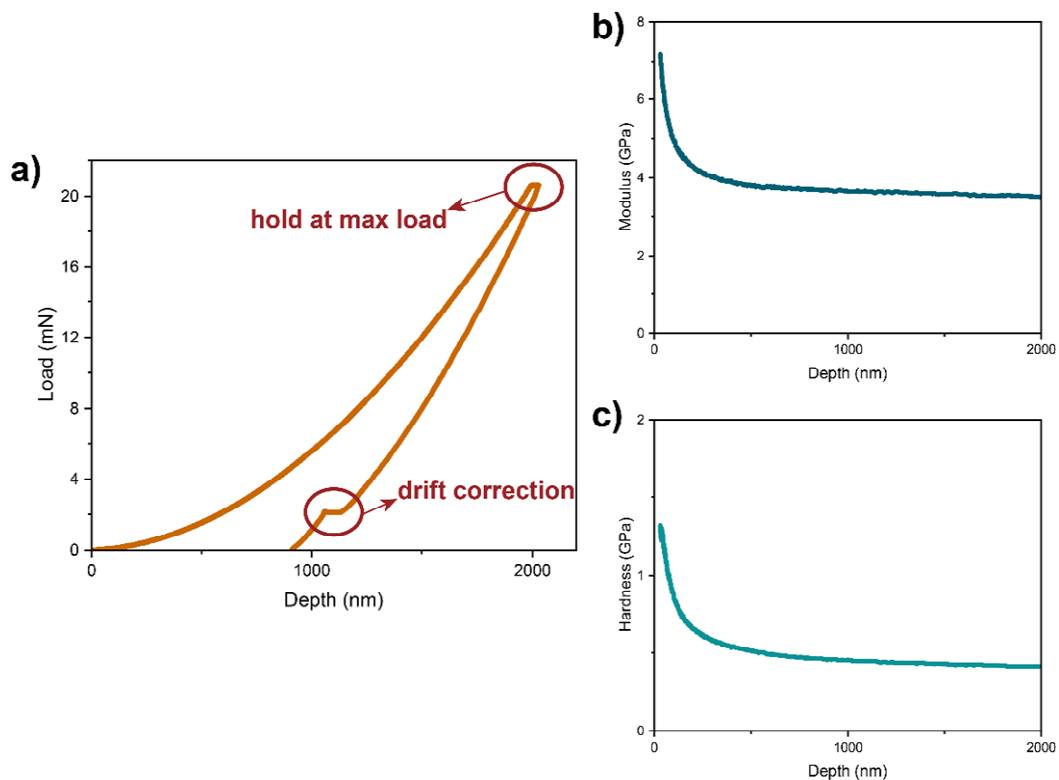 a)
Load (mN)
20
16
12
8
4
0
hold at max load
drift correction
0
1000
2000
Depth (nm)
b)
Modulus (GPa)
8
6
4
2
0
0
1000
2000
Depth (nm)
c)
Hardness (GPa)
2
1
0
0
1000
2000
Depth (nm)